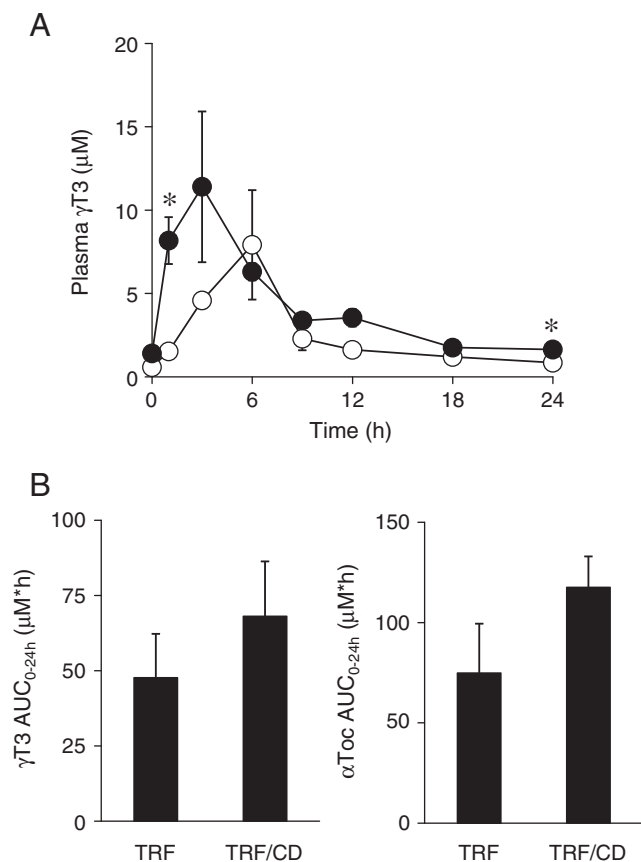 A
20
15
10
5
0
Plasma γT3 (μM)
*
*
0 6 12 18 24
Time (h)
B
100
75
50
25
0
γT3 AUC0-24h (μM*h)
TRF TRF/CD
150
100
50
0
αToc AUC0-24h (μM*h)
TRF TRF/CD